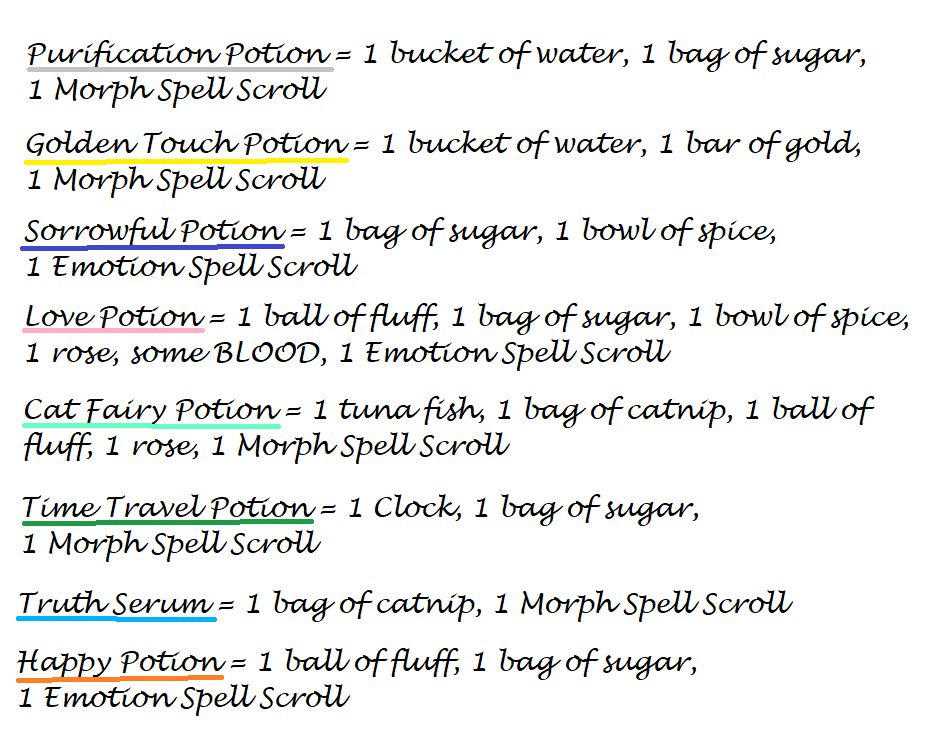 Purification Potion = 1 bucket of water, 1 bag of sugar,
1 Morph Spell Scroll
Golden Touch Potion = 1 bucket of water, 1 bar of gold,
1 Morph Spell Scroll
Sorrowful Potion = 1 bag of sugar, 1 bowl of spice,
1 Emotion Spell Scroll
Love Potion = 1 ball of fluff, 1 bag of sugar, 1 bowl of spice,
1 rose, some BLOOD, 1 Emotion Spell Scroll
Cat Fairy Potion = 1 tuna fish, 1 bag of catnip, 1 ball of
fluff, 1 rose, 1 Morph Spell Scroll
Time Travel Potion = 1 Clock, 1 bag of sugar,
1 Morph Spell Scroll
Truth Serum = 1 bag of catnip, 1 Morph Spell Scroll
Happy Potion = 1 ball of fluff, 1 bag of sugar,
1 Emotion Spell Scroll